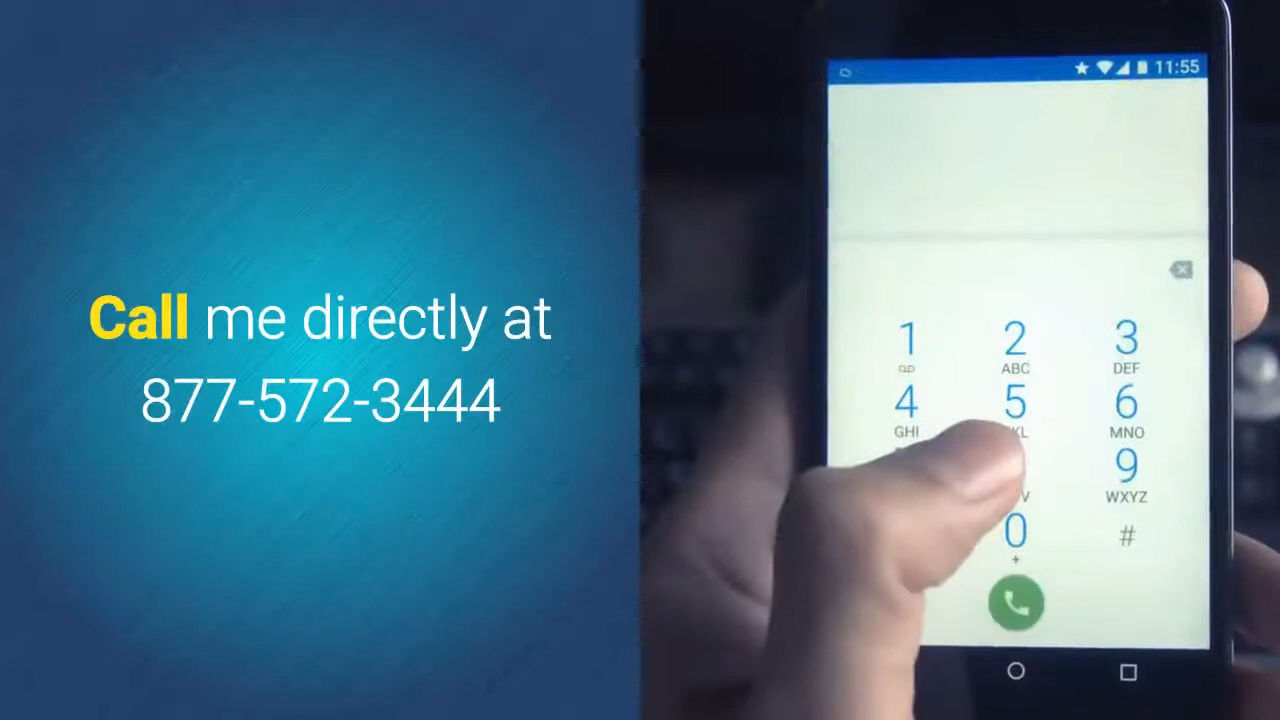 Call me directly at
877-572-3444
11:55
1 2 3
ABC DEF
4 5 6
GHI MNO
9
WXYZ
0 #
+